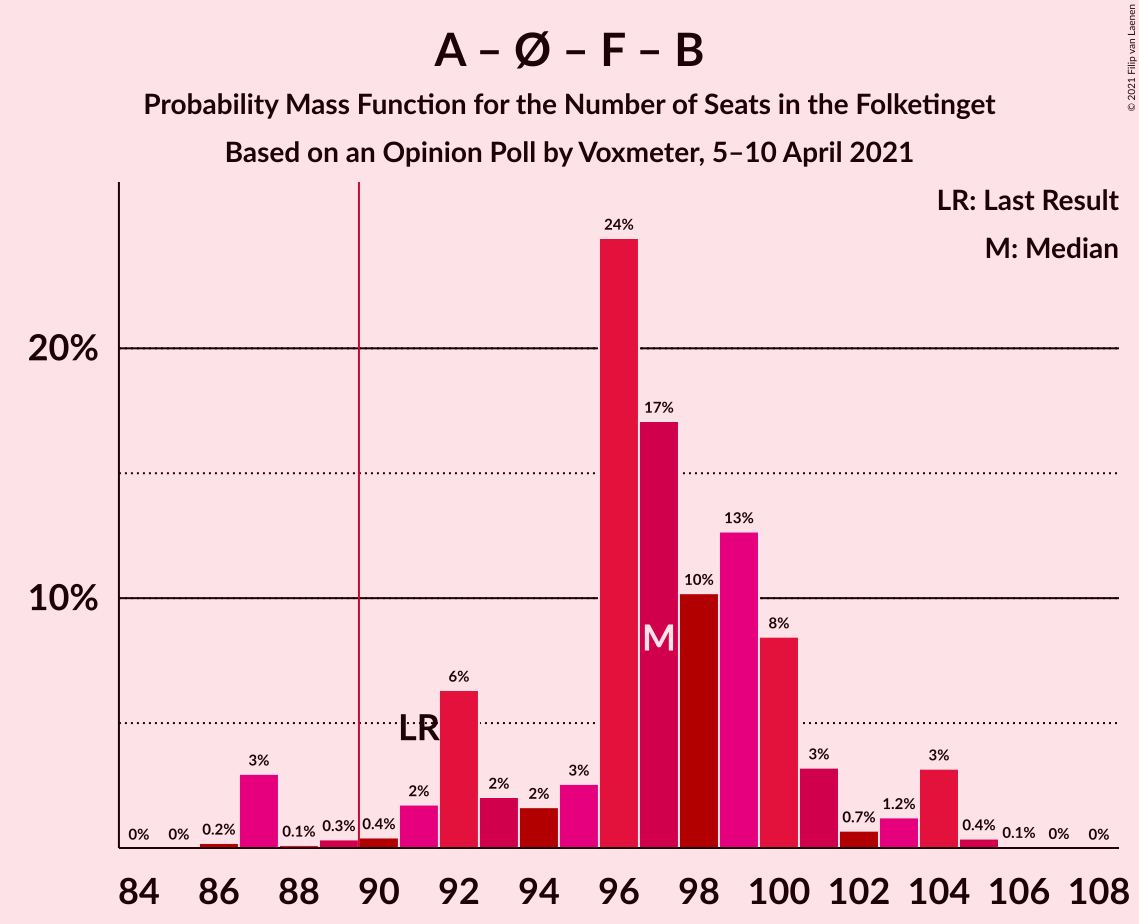 A – Ø – F – B
Probability Mass Function for the Number of Seats in the Folketinget
Based on an Opinion Poll by Voxmeter, 5–10 April 2021
© 2021 Filip van Laenen
LR: Last Result
M: Median
20%
10%
0% 0% 0.2% 3% 0.1% 0.3% 0.4% 2% 6% 2% 2% 3% 24% 17% 10% 13% 8% 3% 0.7% 1.2% 3% 0.4% 0.1% 0% 0%
LR
M
84 86 88 90 92 94 96 98 100 102 104 106 108